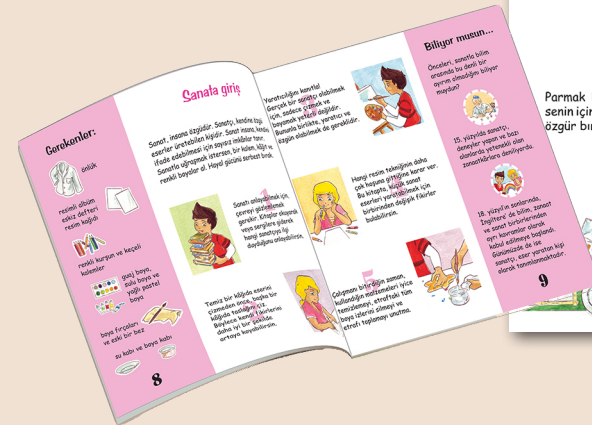 Gerekenler:
önlük
resimli albüm
eskiz defteri
resim kağıdı
renkli kurşun ve keçeli
kalemler
guaj boya,
sulu boya ve
yağlı pastel
boya
boya fırçaları
ve eski bir bez
su kabı ve boya kabı
8
Sanata giriş
Sanat, insana özgüdür. Sanatçı, kendine özgü
eserler üretebilen kişidir. Sanat insana, kendini
ifade edebilmesi için sayısız imkânlar tanır.
Sanatla uğraşmak istersen, bir kalem, kâğıt ve
renkli boyalar al. Hayal gücünü serbest bırak.
1
Sanatı anlayabilmek için,
çevreyi gözlemlemek
gerekir. Kitaplar okuyarak
veya sergilere giderek
hangi sanatçıya ilgi
duyduğunu anlayabilirsin.
Temiz bir kâğıda eserini
çizmeden önce, başka bir
kâğıda taslağını çiz.
Böylece kendi fikirlerini
daha iyi bir şekilde
ortaya koyabilirsin.
Yaratıcılığını kanıtla!
Gerçek bir sanatçı olabilmek
için, sadece çizmek ve
boyamak yeterli değildir.
Bununla birlikte, yaratıcı ve
özgün olabilmek de gereklidir.
Hangi resim tekniğinin daha
çok hoşuna gittiğine karar ver.
Bu kitapta, küçük sanat
eserleri yaratabilmek için
birbirinden değişik fikirler
bulabilirsin.
5
Çalışman bitirdiğin zaman,
kullandığın malzemeleri iyice
temizlemeyi, etraftaki tüm
boya izlerini silmeyi ve
etrafı toplamayı unutma.
Biliyor musun...
Önceleri, sanatla bilim
arasında bu denli bir
ayrım olmadığını biliyor
muydun?
15. yüzyılda sanatçı,
deneyler yapan ve bazı
alanlarda yetenekli olan
zanaatkârlara deniliyordu.
18. yüzyılın sonlarında,
İngiltere'de bilim, zanaat
ve sanat birbirlerinden
ayrı kavramlar olarak
kabul edilmeye başlandı.
Günümüzde de ise
sanatçı, eser yaratan kişi
olarak tanımlanmaktadır.
9
Parmak
senin için
özgür bır